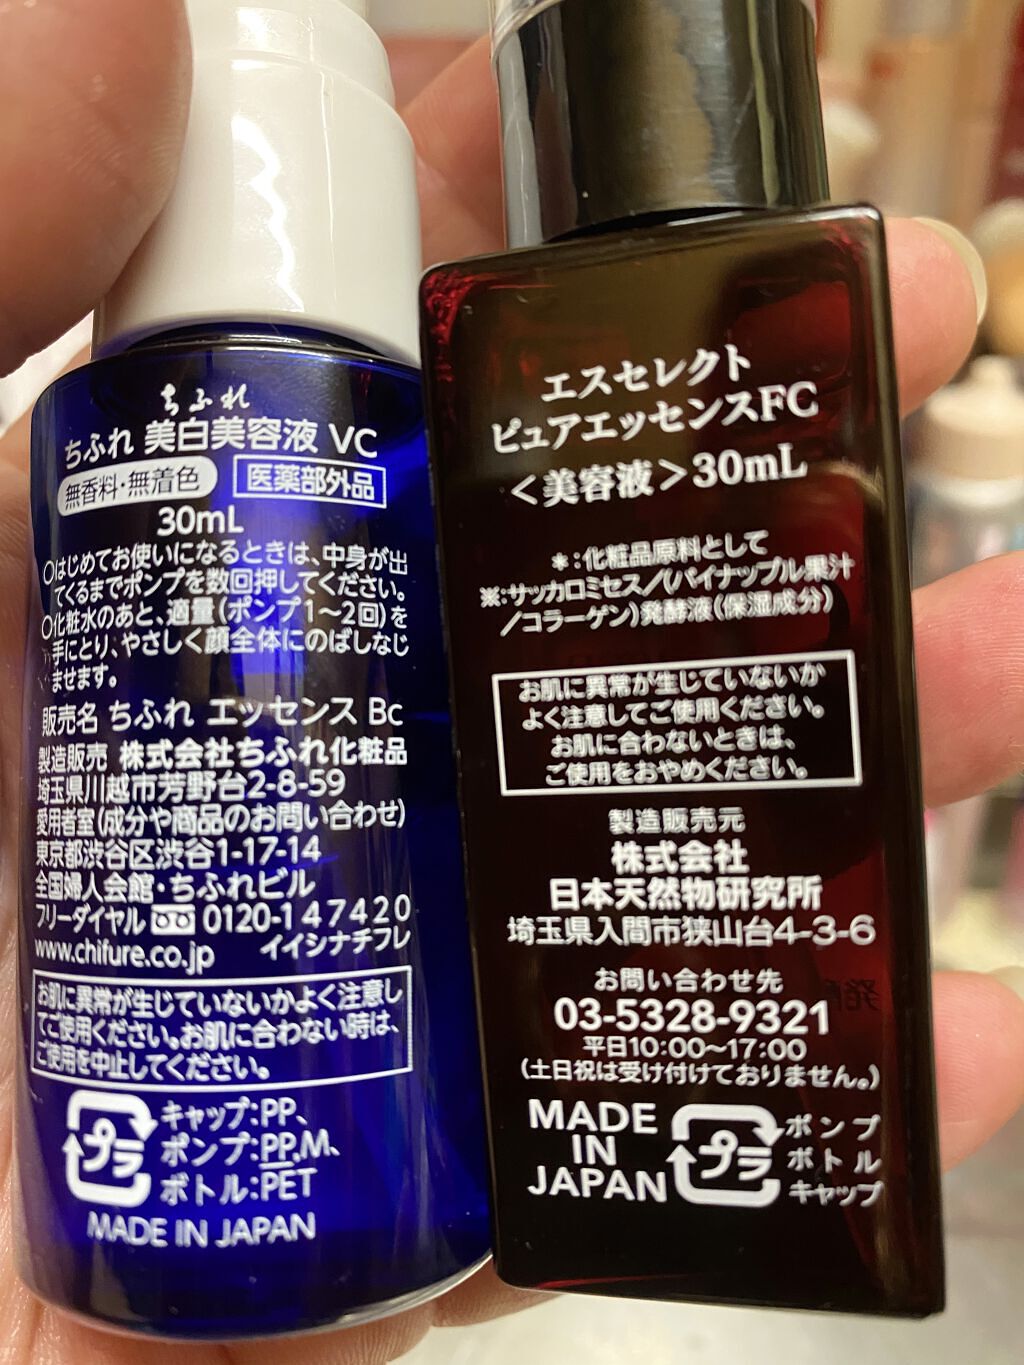 ちふれ
ちふれ 美白美容液 VC
無香料・無着色 医薬部外品
30mL
○はじめてお使いになるときは、中身が出
てくるまでポンプを数回押してください。
○化粧水のあと、適量(ポンプ1〜2回)を
手にとり、やさしく顔全体にのばしなじ
ませます。
販売名 ちふれ エッセンス Bc
製造販売 株式会社ちふれ化粧品
埼玉県川越市芳野台2-8-59
愛用者室(成分や商品のお問い合わせ)
東京都渋谷区渋谷1-17-14
全国婦人会館・ちふれビル
フリーダイヤル 0120-147420
www.chifure.co.jp イイシナチフレ
お肌に異常が生じていないかよく注意し
てご使用ください。お肌に合わない時は、
ご使用を中止してください。
プラ
キャップ:PP、
ポンプ:PP,M、
ボトル:PET
MADE IN JAPAN
エスセレクト
ピュアエッセンスFC
<美容液>30mL
*:化粧品原料として
※:サッカロミセス/(パイナップル果汁
/コラーゲン)発酵液(保湿成分)
お肌に異常が生じていないか
よく注意してご使用ください。
お肌に合わないときは、
ご使用をおやめください。
製造販売元
株式会社
日本天然物研究所
埼玉県入間市狭山台4-3-6
お問い合わせ先
03-5328-9321
平日10:00〜17:00
(土日祝は受け付けておりません。)
MADE
IN
JAPAN
プラ
ポンプ
ボトル
キャップ